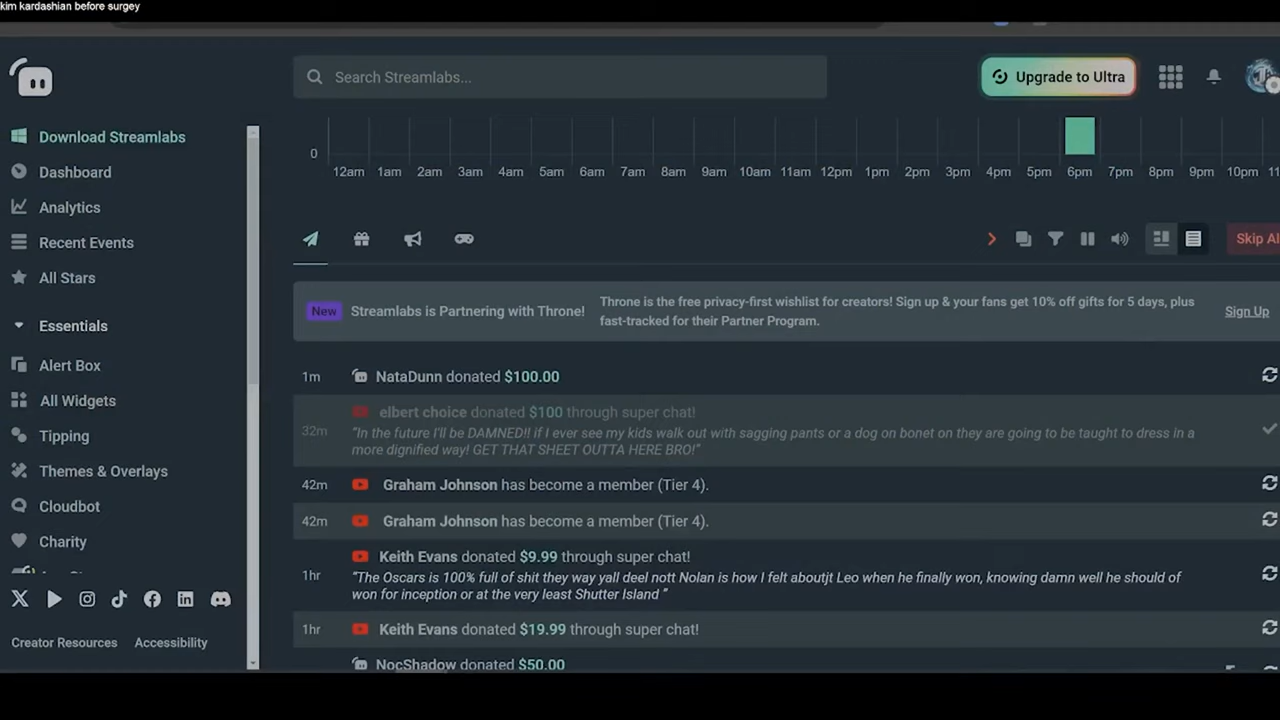 kim kardashian before surgey
Search Streamlabs...
Upgrade to Ultra
Download Streamlabs
Dashboard
Analytics
Recent Events
All Stars
Essentials
Alert Box
All Widgets
Tipping
Themes & Overlays
Cloudbot
Charity
Creator Resources Accessibility
0
12am 1am 2am 3am 4am 5am 6am 7am 8am 9am 10am 11am 12pm 1pm 2pm 3pm 4pm 5pm 6pm 7pm 8pm 9pm 10pm 11
Skip Al
New Streamlabs is Partnering with Throne!
Throne is the free privacy-first wishlist for creators! Sign up & your fans get 10% off gifts for 5 days, plus
fast-tracked for their Partner Program.
Sign Up
1m NataDunn donated $100.00
elbert choice donated $100 through super chat!
32m
"In the future I'll be DAMNED!! if I ever see my kids walk out with sagging pants or a dog on bonet on they are going to be taught to dress in a
more dignified way! GET THAT SHEET OUTTA HERE BRO!"
42m Graham Johnson has become a member (Tier 4).
42m Graham Johnson has become a member (Tier 4).
Keith Evans donated $9.99 through super chat!
1hr
"The Oscars is 100% full of shit they way yall deel nott Nolan is how I felt aboutjt Leo when he finally won, knowing damn well he should of
won for inception or at the very least Shutter Island "
1hr Keith Evans donated $19.99 through super chat!
NocShadow donated $50.00